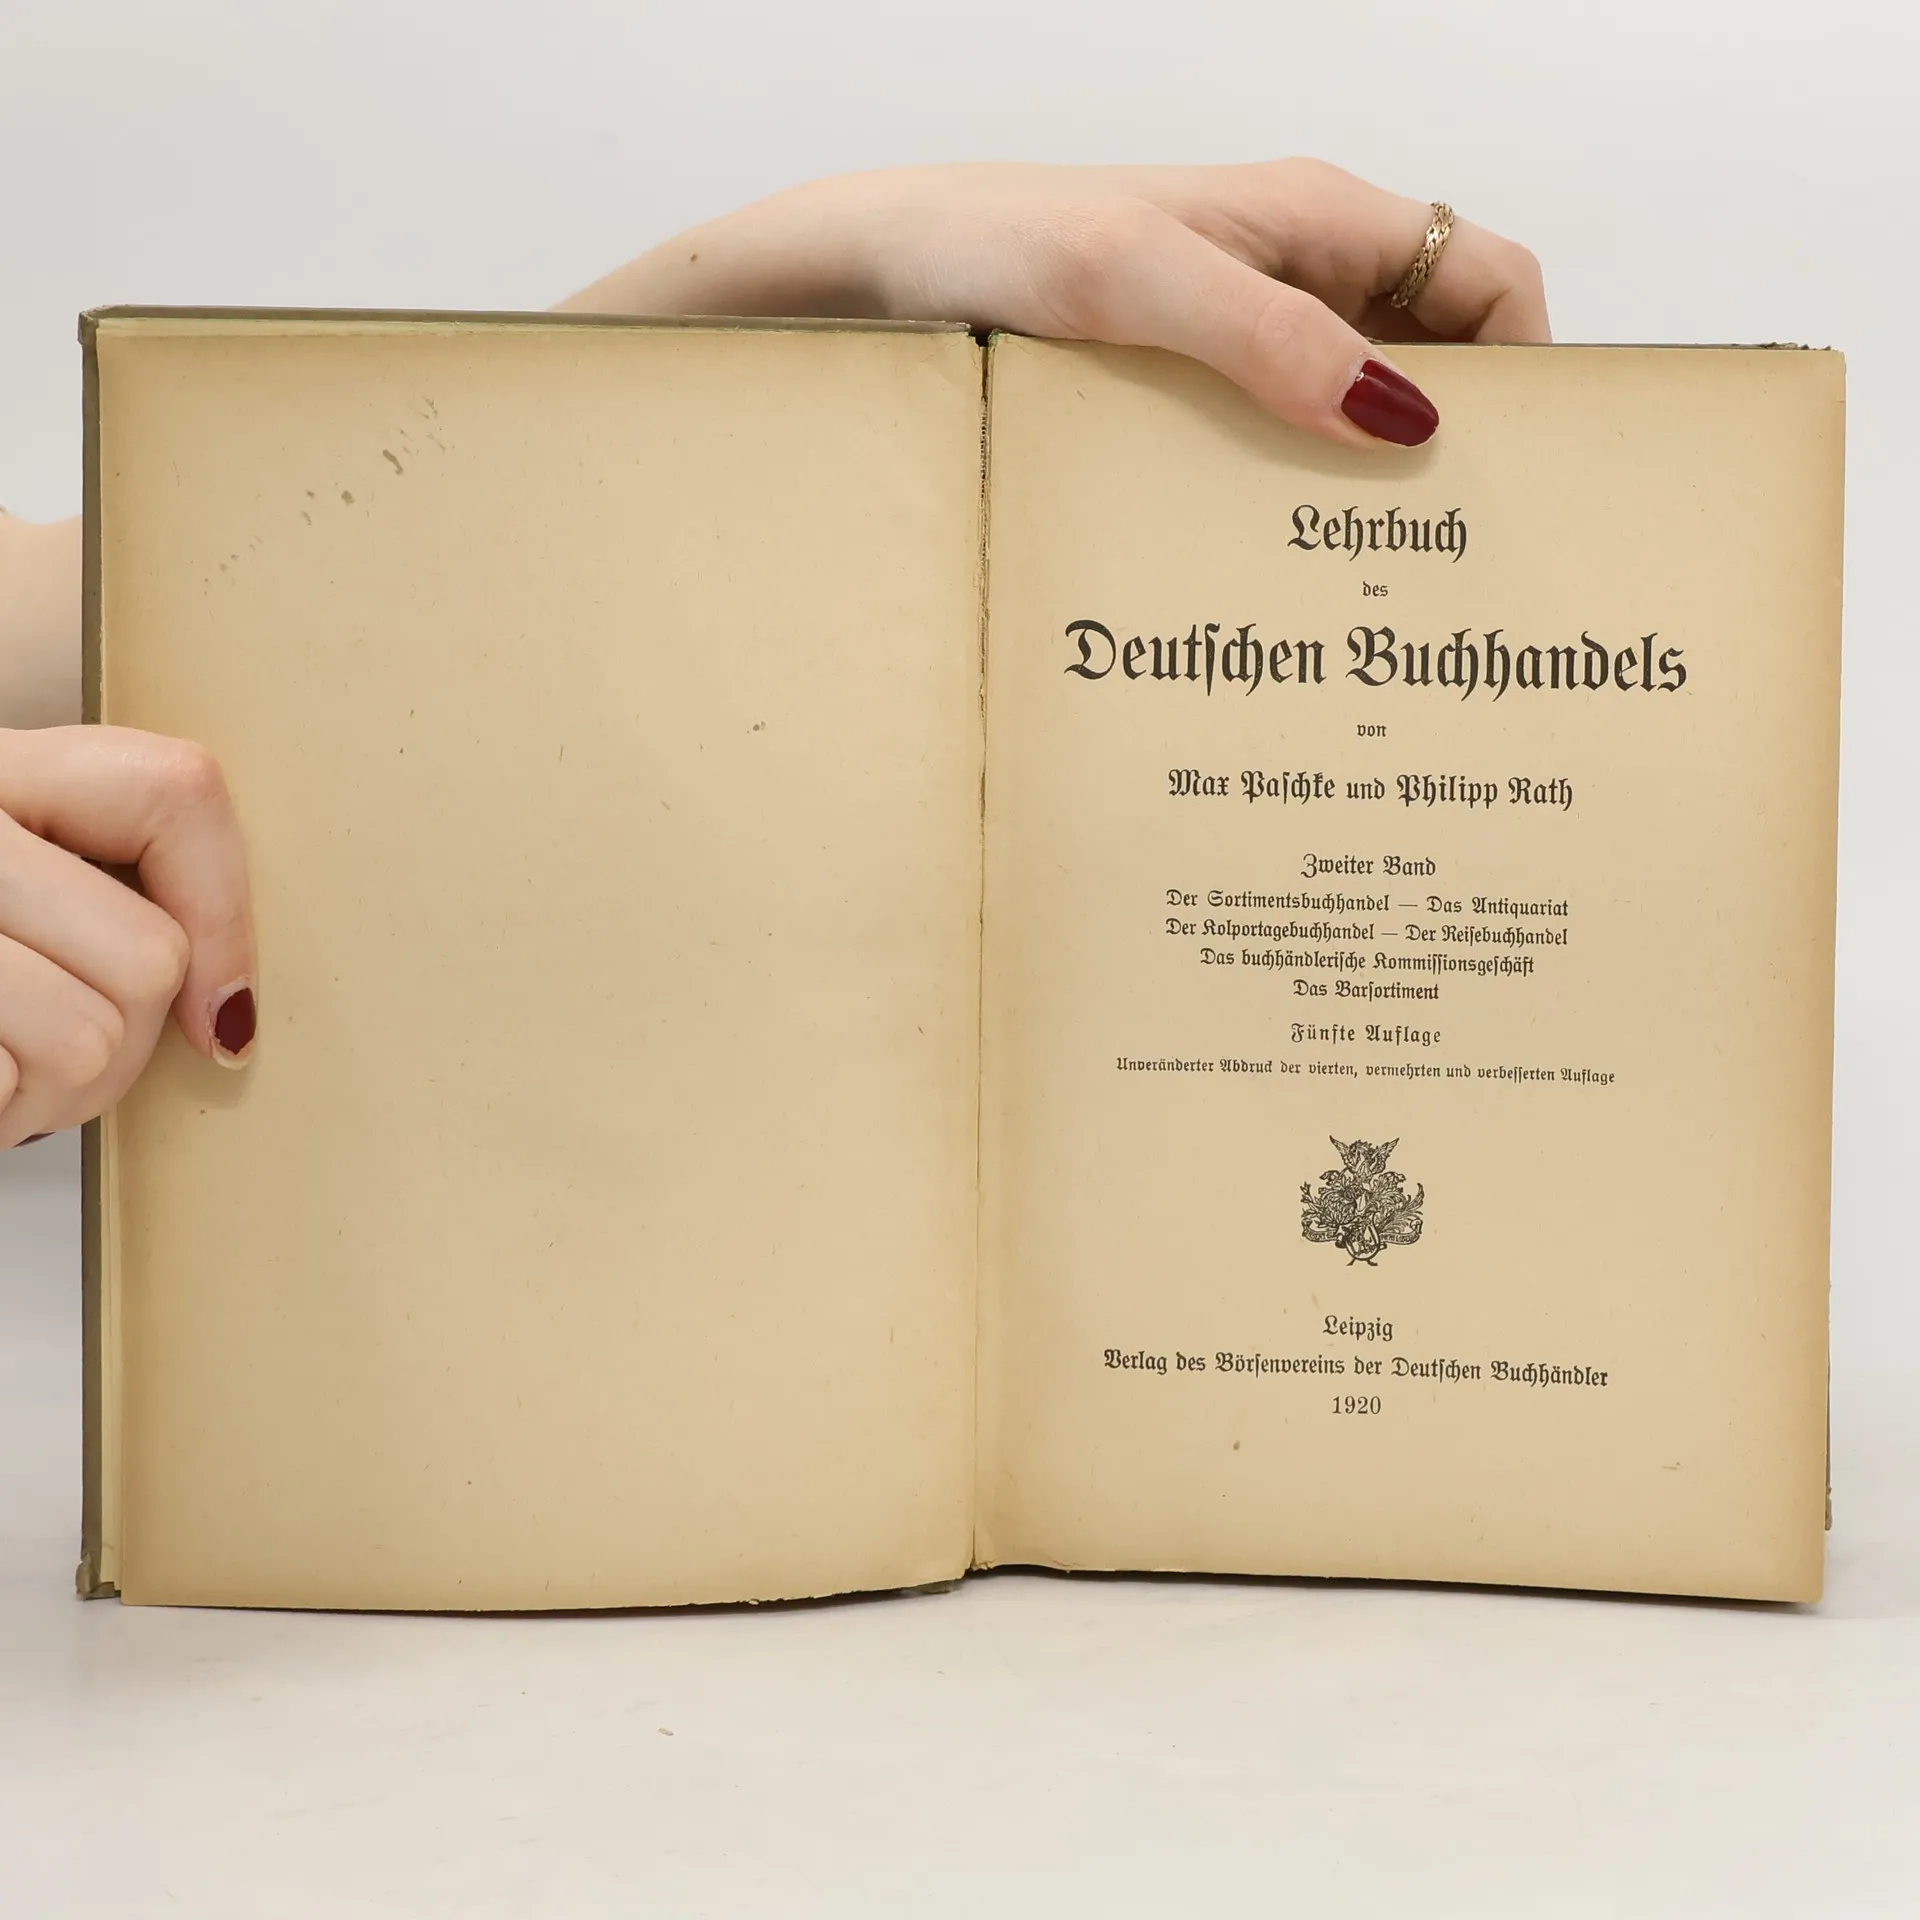 Lehrbuch
des
Deutſchen Buchhandels
von
Max Paſchke und Philipp Rath
Zweiter Band
Der Sortimentsbuchhandel — Das Antiquariat
Der Kolportagebuchhandel — Der Reiſebuchhandel
Das buchhändleriſche Kommiſſionsgeſchäft
Das Barſortiment
Fünfte Auflage
Unveränderter Abdruck der vierten, vermehrten und verbeſſerten Auflage
Leipzig
Verlag des Börſenvereins der Deutſchen Buchhändler
1920